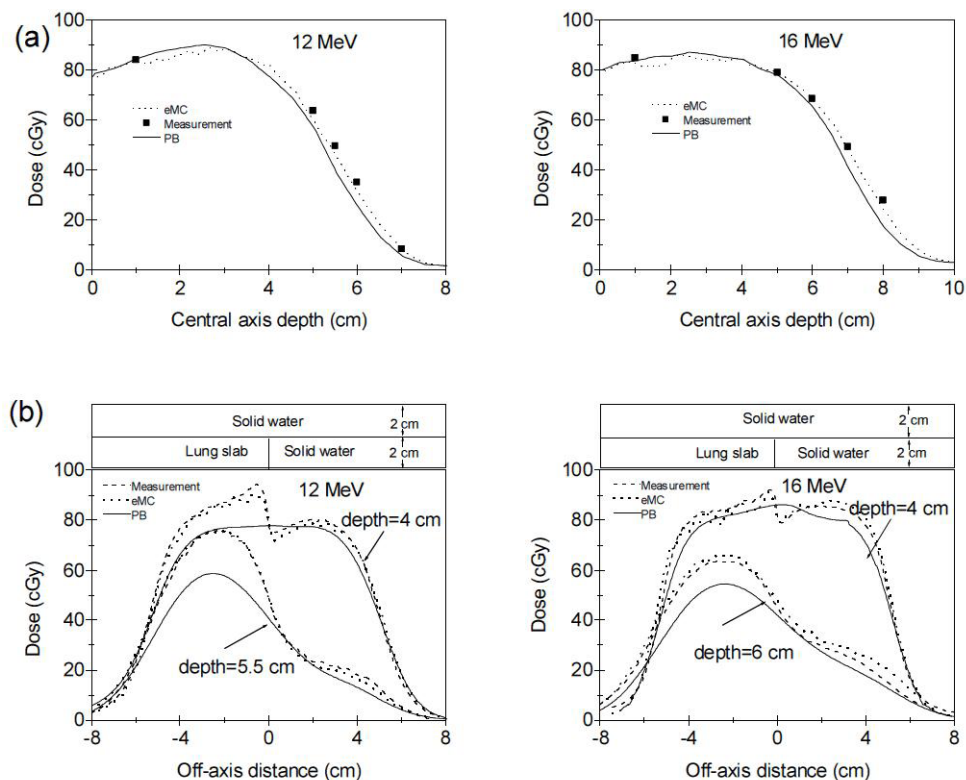 (a)
100
80
60
40
20
0
Dose (cGy)
12 MeV
eMC
Measurement
PB
0 2 4 6 8
Central axis depth (cm)
100
80
60
40
20
0
Dose (cGy)
16 MeV
eMC
Measurement
PB
0 2 4 6 8 10
Central axis depth (cm)
(b)
Solid water 2 cm
Lung slab Solid water 2 cm
100
80
60
40
20
0
Dose (cGy)
Measurement
eMC
PB
12 MeV
depth=4 cm
depth=5.5 cm
-8 -4 0 4 8
Off-axis distance (cm)
Solid water 2 cm
Lung slab Solid water 2 cm
100
80
60
40
20
0
Dose (cGy)
Measurement
eMC
PB
16 MeV
depth=4 cm
depth=6 cm
-8 -4 0 4 8
Off-axis distance (cm)